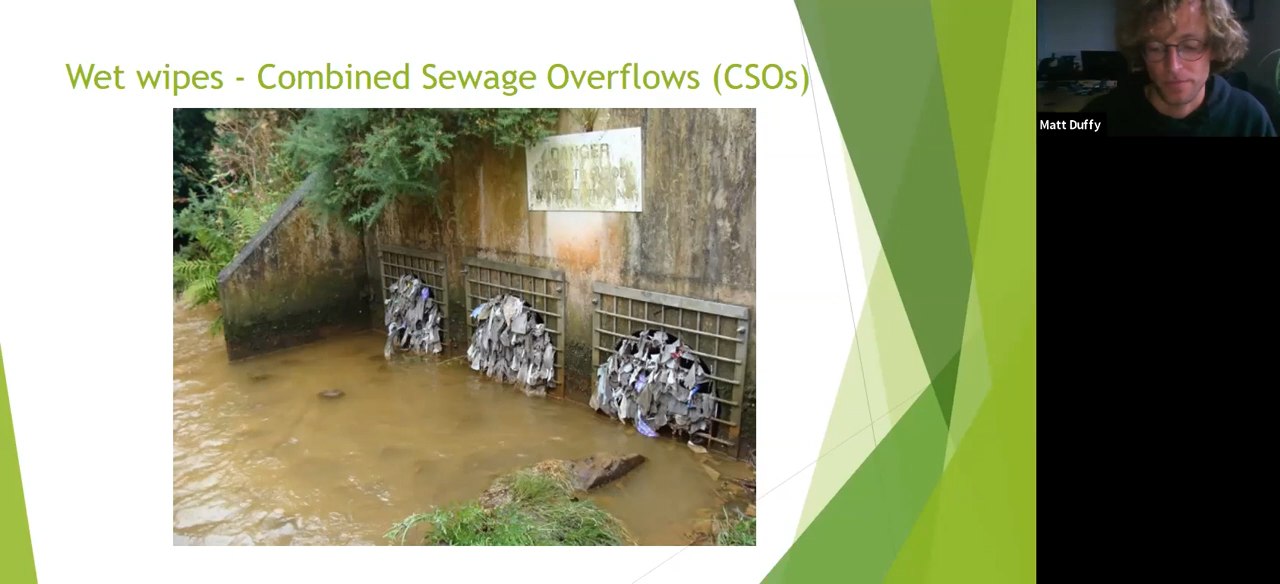 Wet wipes - Combined Sewage Overflows (CSOs)
DANGER
Matt Duffy